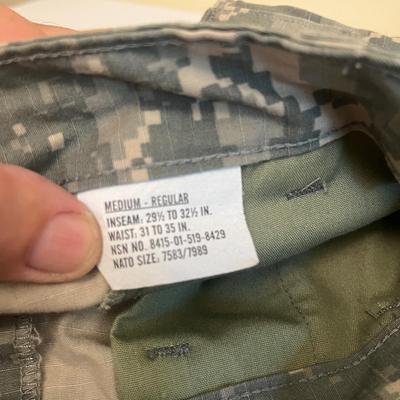 MEDIUM - REGULAR
INSEAM: 29½ TO 32½ IN.
WAIST: 31 TO 35 IN.
NSN NO. 8415-01-519-8429
NATO SIZE: 7583/7989